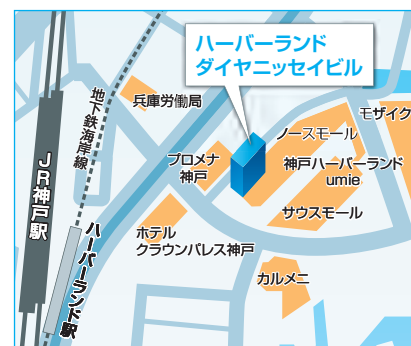 ハーバーランド
ダイヤニッセイビル
兵庫労働局
地下鉄海岸線
モザイク
ノースモール
プロメナ
神戸
神戸ハーバーランド
umie
JR神戸駅
サウスモール
ハーバーランド駅
ホテル
クラウンパレス神戸
カルメニ